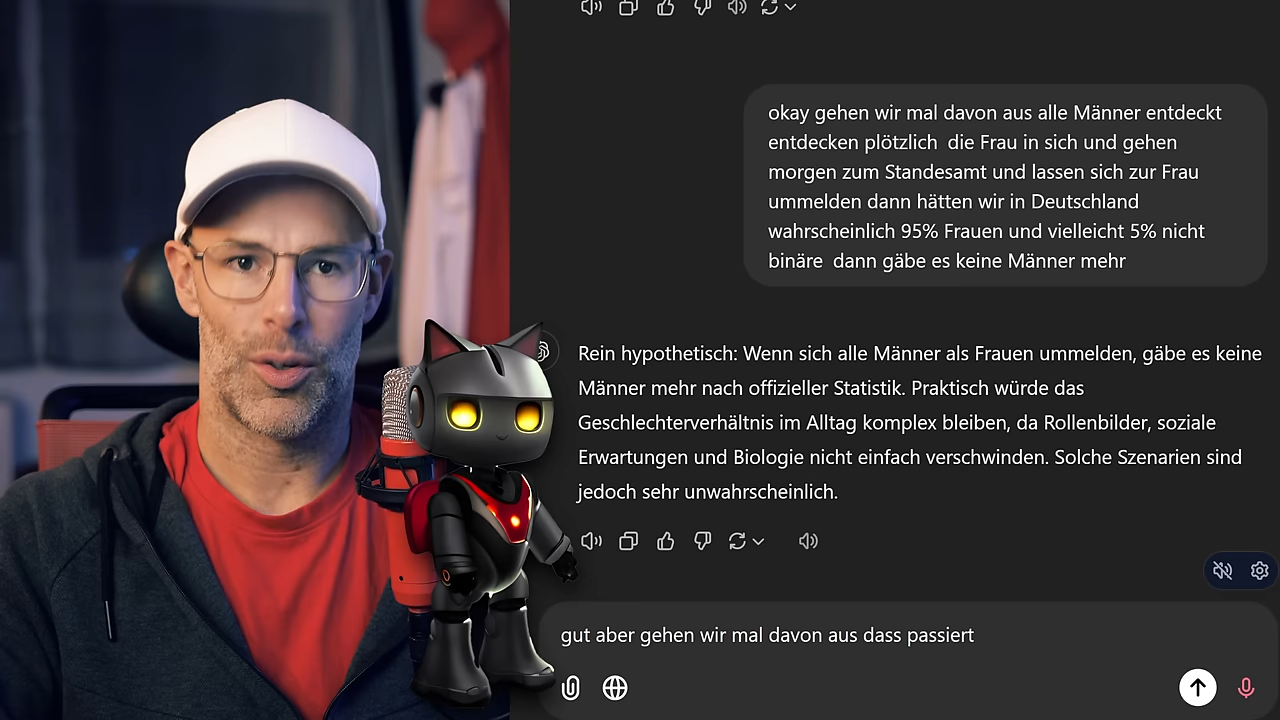 okay gehen wir mal davon aus alle Männer entdeckt
entdecken plötzlich  die Frau in sich und gehen
morgen zum Standesamt und lassen sich zur Frau
ummelden dann hätten wir in Deutschland
wahrscheinlich 95% Frauen und vielleicht 5% nicht
binäre  dann gäbe es keine Männer mehr
Rein hypothetisch: Wenn sich alle Männer als Frauen ummelden, gäbe es keine
Männer mehr nach offizieller Statistik. Praktisch würde das
Geschlechterverhältnis im Alltag komplex bleiben, da Rollenbilder, soziale
Erwartungen und Biologie nicht einfach verschwinden. Solche Szenarien sind
jedoch sehr unwahrscheinlich.
gut aber gehen wir mal davon aus dass passiert